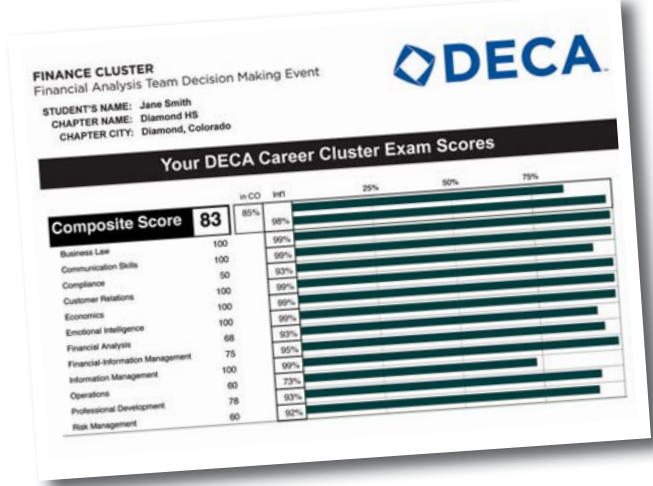 FINANCE CLUSTER
Financial Analysis Team Decision Making Event
DECA
STUDENT'S NAME: Jane Smith
CHAPTER NAME: Diamond HS
CHAPTER CITY: Diamond, Colorado
Your DECA Career Cluster Exam Scores
in CO Int'l 25% 50% 75%
Composite Score 83 85% 98%
Business Law 100 99%
Communication Skills 100 99%
Compliance 50 93%
Customer Relations 100 99%
Economics 100 99%
Emotional Intelligence 100 99%
Financial Analysis 68 93%
Financial-Information Management 75 95%
Information Management 100 99%
Operations 60 73%
Professional Development 78 93%
Risk Management 60 92%